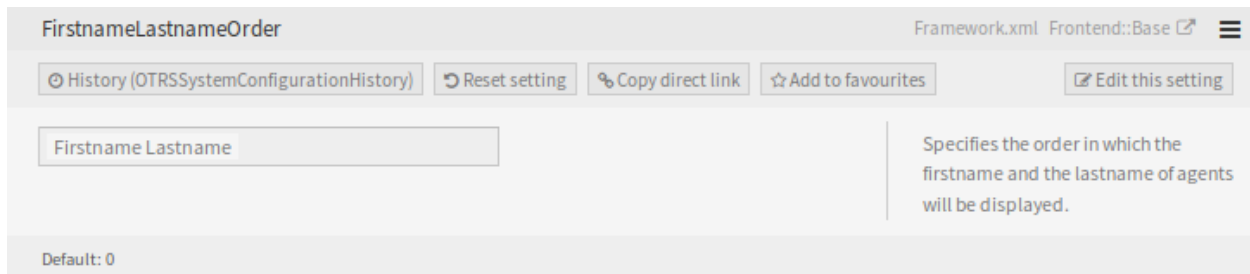 FirstnameLastnameOrder
Framework.xml Frontend::Base
History (OTRSSystemConfigurationHistory) Reset setting Copy direct link Add to favourites Edit this setting
Firstname Lastname
Specifies the order in which the
firstname and the lastname of agents
will be displayed.
Default: 0